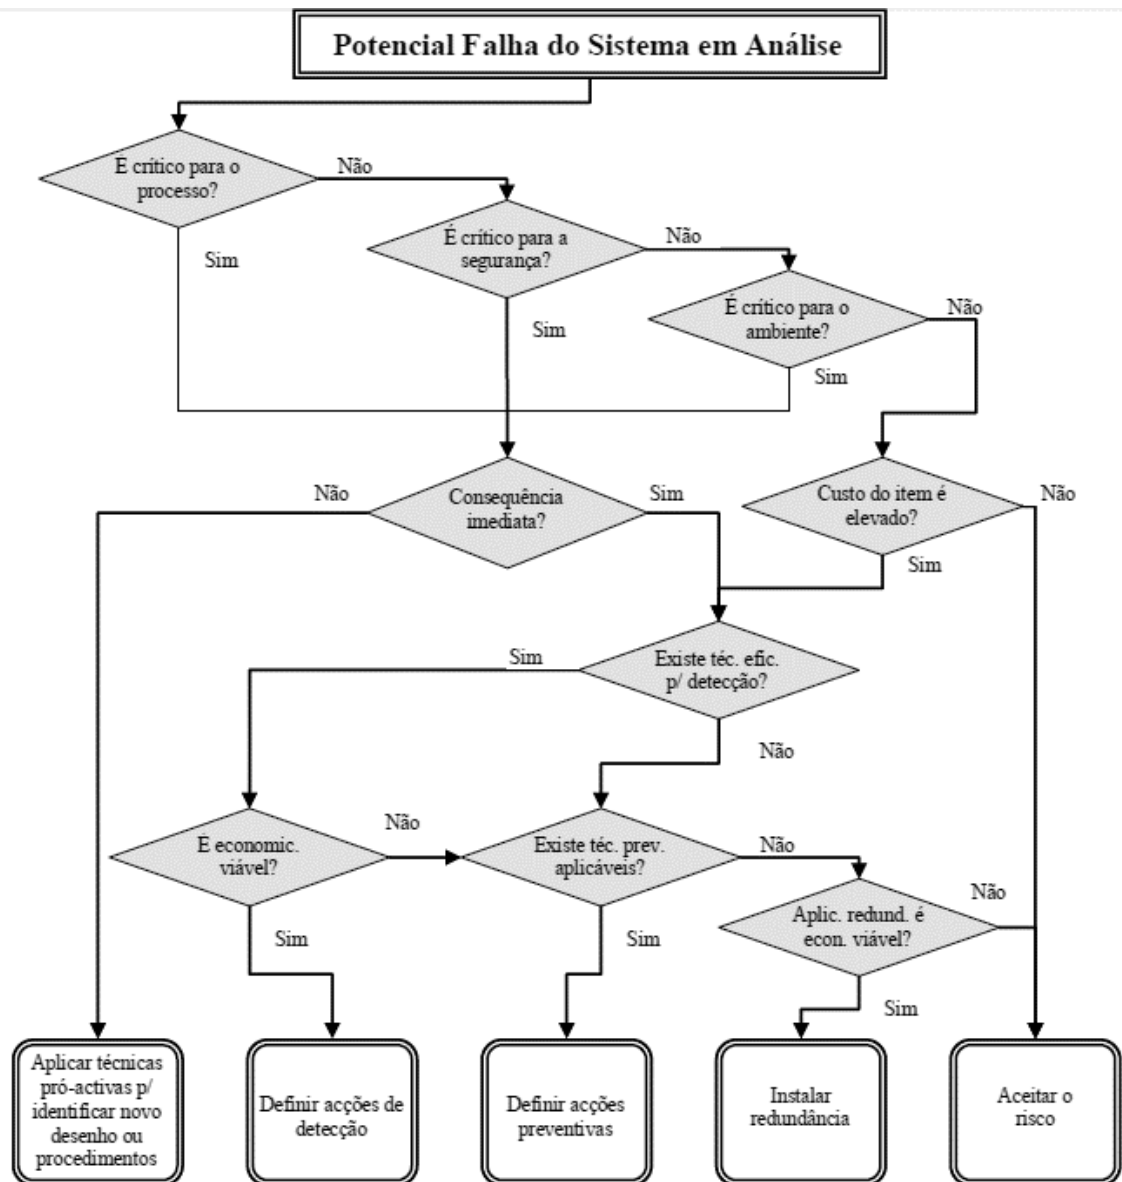 Potencial Falha do Sistema em Análise
É crítico para o
processo?
Não
Sim
É crítico para a
segurança?
Não
Sim
É crítico para o
ambiente?
Não
Sim
Não
Consequência
imediata?
Sim
Custo do item é
elevado?
Não
Sim
Sim
Existe téc. efic.
p/ detecção?
Não
É economic.
viável?
Não
Sim
Existe téc. prev.
aplicáveis?
Não
Sim
Aplic. redund. é
econ. viável?
Não
Sim
Aplicar técnicas
pró-activas p/
identificar novo
desenho ou
procedimentos
Definir acções de
detecção
Definir acções
preventivas
Instalar
redundância
Aceitar o
risco